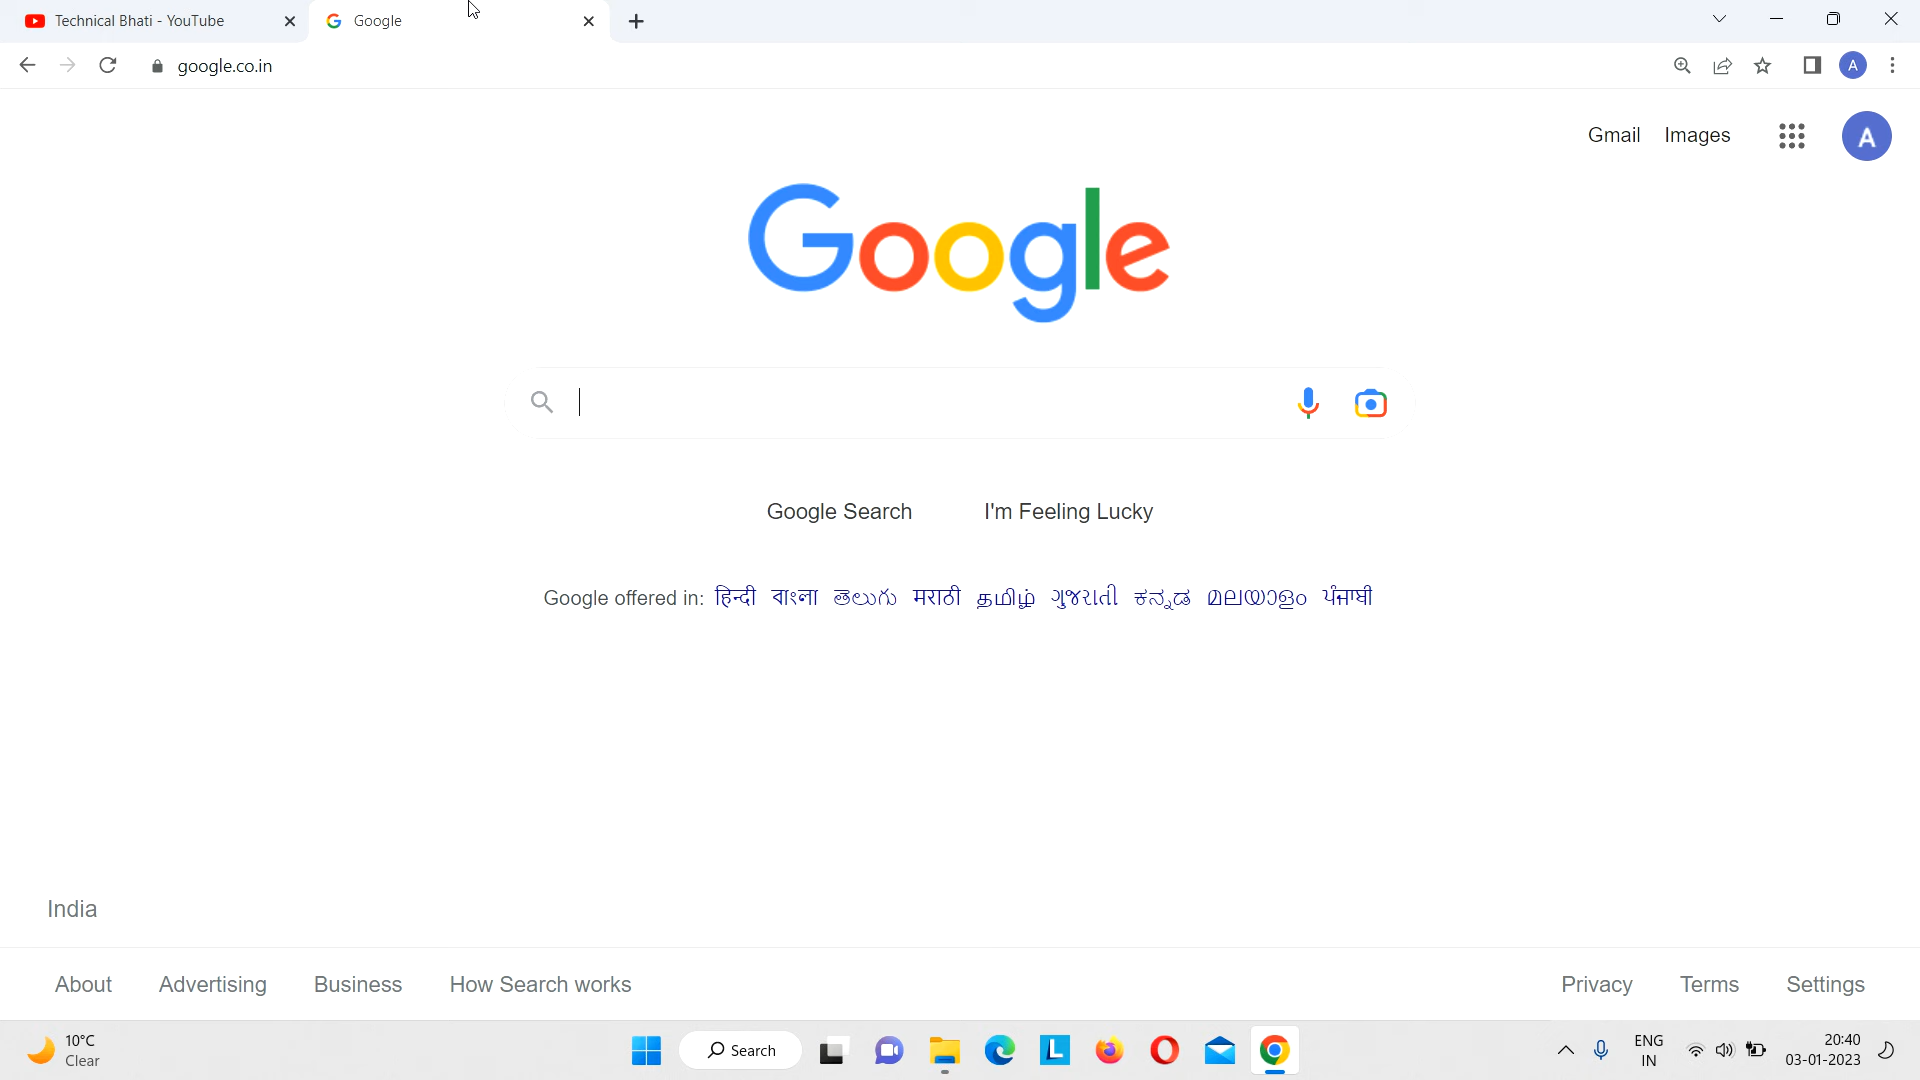 Technical Bhati - YouTube
Google
google.co.in
A
Gmail Images
A
Google
Google Search I'm Feeling Lucky
Google offered in: हिन्दी বাংলা తెలుగు मराठी தமிழ் ગુજરાતી ಕನ್ನಡ മലയാളം ਪੰਜਾਬੀ
India
About Advertising Business How Search works Privacy Terms Settings
10°C
Clear
Search
L
ENG
IN
20:40
03-01-2023